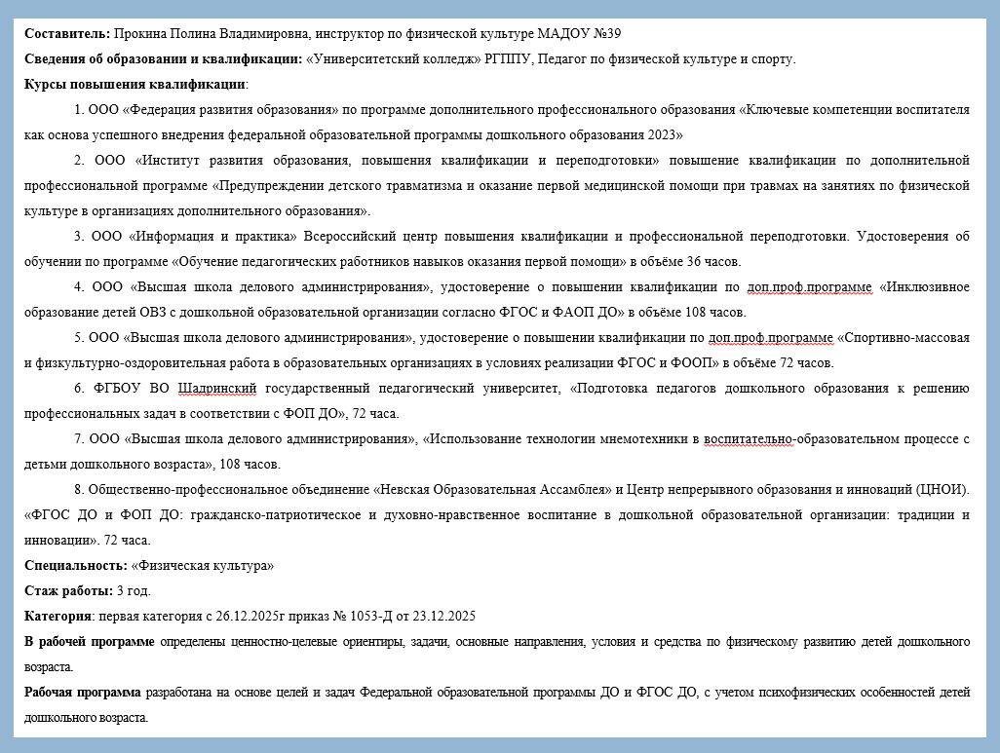 Составитель: Прокина Полина Владимировна, инструктор по физической культуре МАДОУ №39
Сведения об образовании и квалификации: «Университетский колледж» РГППУ, Педагог по физической культуре и спорту.
Курсы повышения квалификации:
1. ООО «Федерация развития образования» по программе дополнительного профессионального образования «Ключевые компетенции воспитателя
как основа успешного внедрения федеральной образовательной программы дошкольного образования 2023»
2. ООО «Институт развития образования, повышения квалификации и переподготовки» повышение квалификации по дополнительной
профессиональной программе «Предупреждении детского травматизма и оказание первой медицинской помощи при травмах на занятиях по физической
культуре в организациях дополнительного образования».
3. ООО «Информация и практика» Всероссийский центр повышения квалификации и профессиональной переподготовки. Удостоверения об
обучении по программе «Обучение педагогических работников навыков оказания первой помощи» в объёме 36 часов.
4. ООО «Высшая школа делового администрирования», удостоверение о повышении квалификации по доп.проф.программе «Инклюзивное
образование детей ОВЗ с дошкольной образовательной организации согласно ФГОС и ФАОП ДО» в объёме 108 часов.
5. ООО «Высшая школа делового администрирования», удостоверение о повышении квалификации по доп.проф.программе «Спортивно-массовая
и физкультурно-оздоровительная работа в образовательных организациях в условиях реализации ФГОС и ФООП» в объёме 72 часов.
6. ФГБОУ ВО Шадринский государственный педагогический университет, «Подготовка педагогов дошкольного образования к решению
профессиональных задач в соответствии с ФОП ДО», 72 часа.
7. ООО «Высшая школа делового администрирования», «Использование технологии мнемотехники в воспитательно-образовательном процессе с
детьми дошкольного возраста», 108 часов.
8. Общественно-профессиональное объединение «Невская Образовательная Ассамблея» и Центр непрерывного образования и инноваций (ЦНОИ).
«ФГОС ДО и ФОП ДО: гражданско-патриотическое и духовно-нравственное воспитание в дошкольной образовательной организации: традиции и
инновации». 72 часа.
Специальность: «Физическая культура»
Стаж работы: 3 год.
Категория: первая категория с 26.12.2025г приказ № 1053-Д от 23.12.2025
В рабочей программе определены ценностно-целевые ориентиры, задачи, основные направления, условия и средства по физическому развитию детей дошкольного
возраста.
Рабочая программа разработана на основе целей и задач Федеральной образовательной программы ДО и ФГОС ДО, с учетом психофизических особенностей детей
дошкольного возраста.